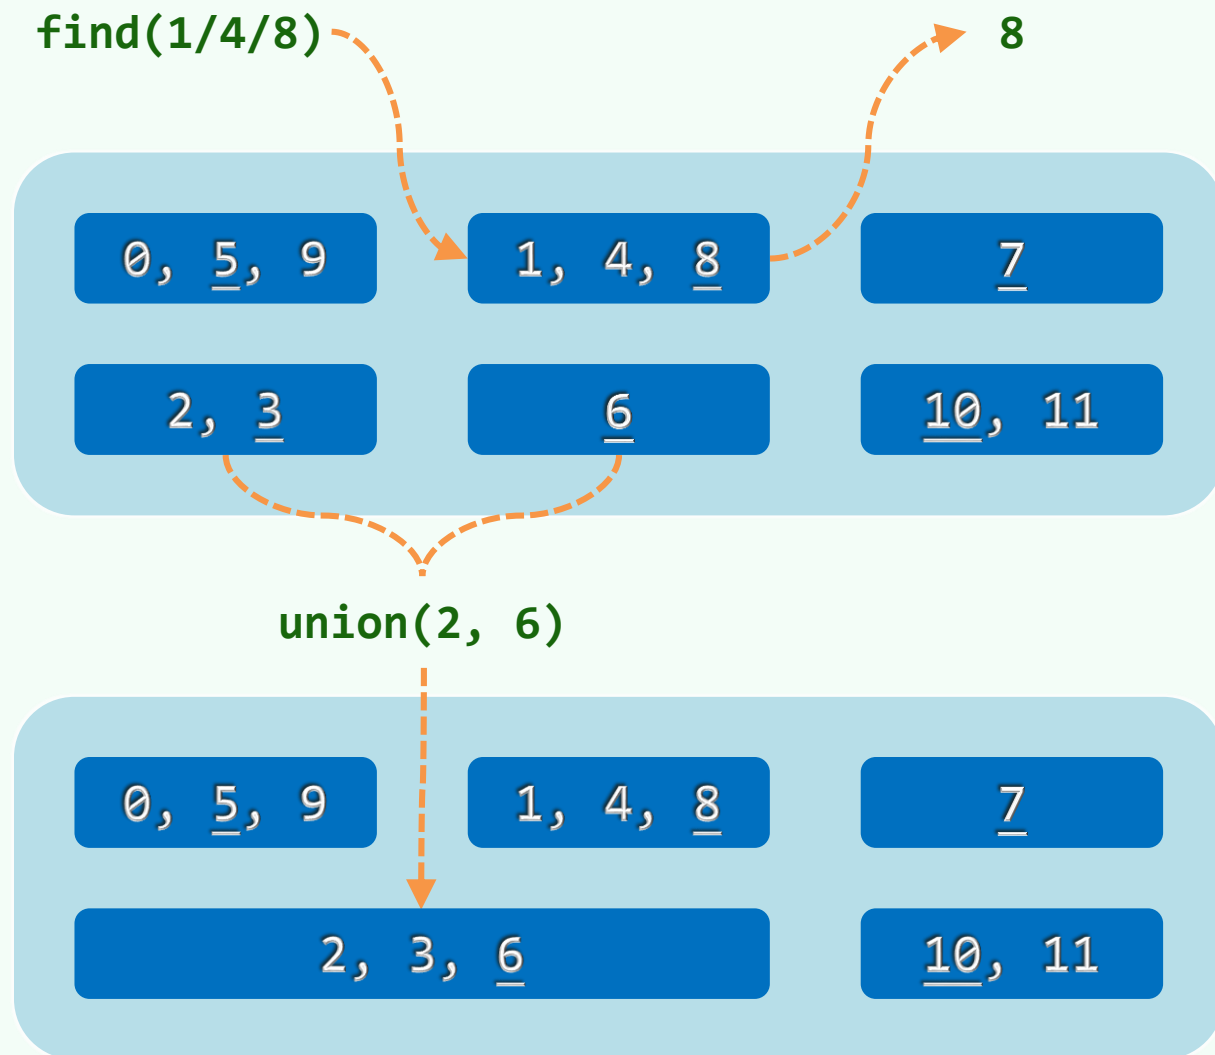 find(1/4/8) 8
0, 5, 9 1, 4, 8 7
2, 3 6 10, 11
union(2, 6)
0, 5, 9 1, 4, 8 7
2, 3, 6 10, 11